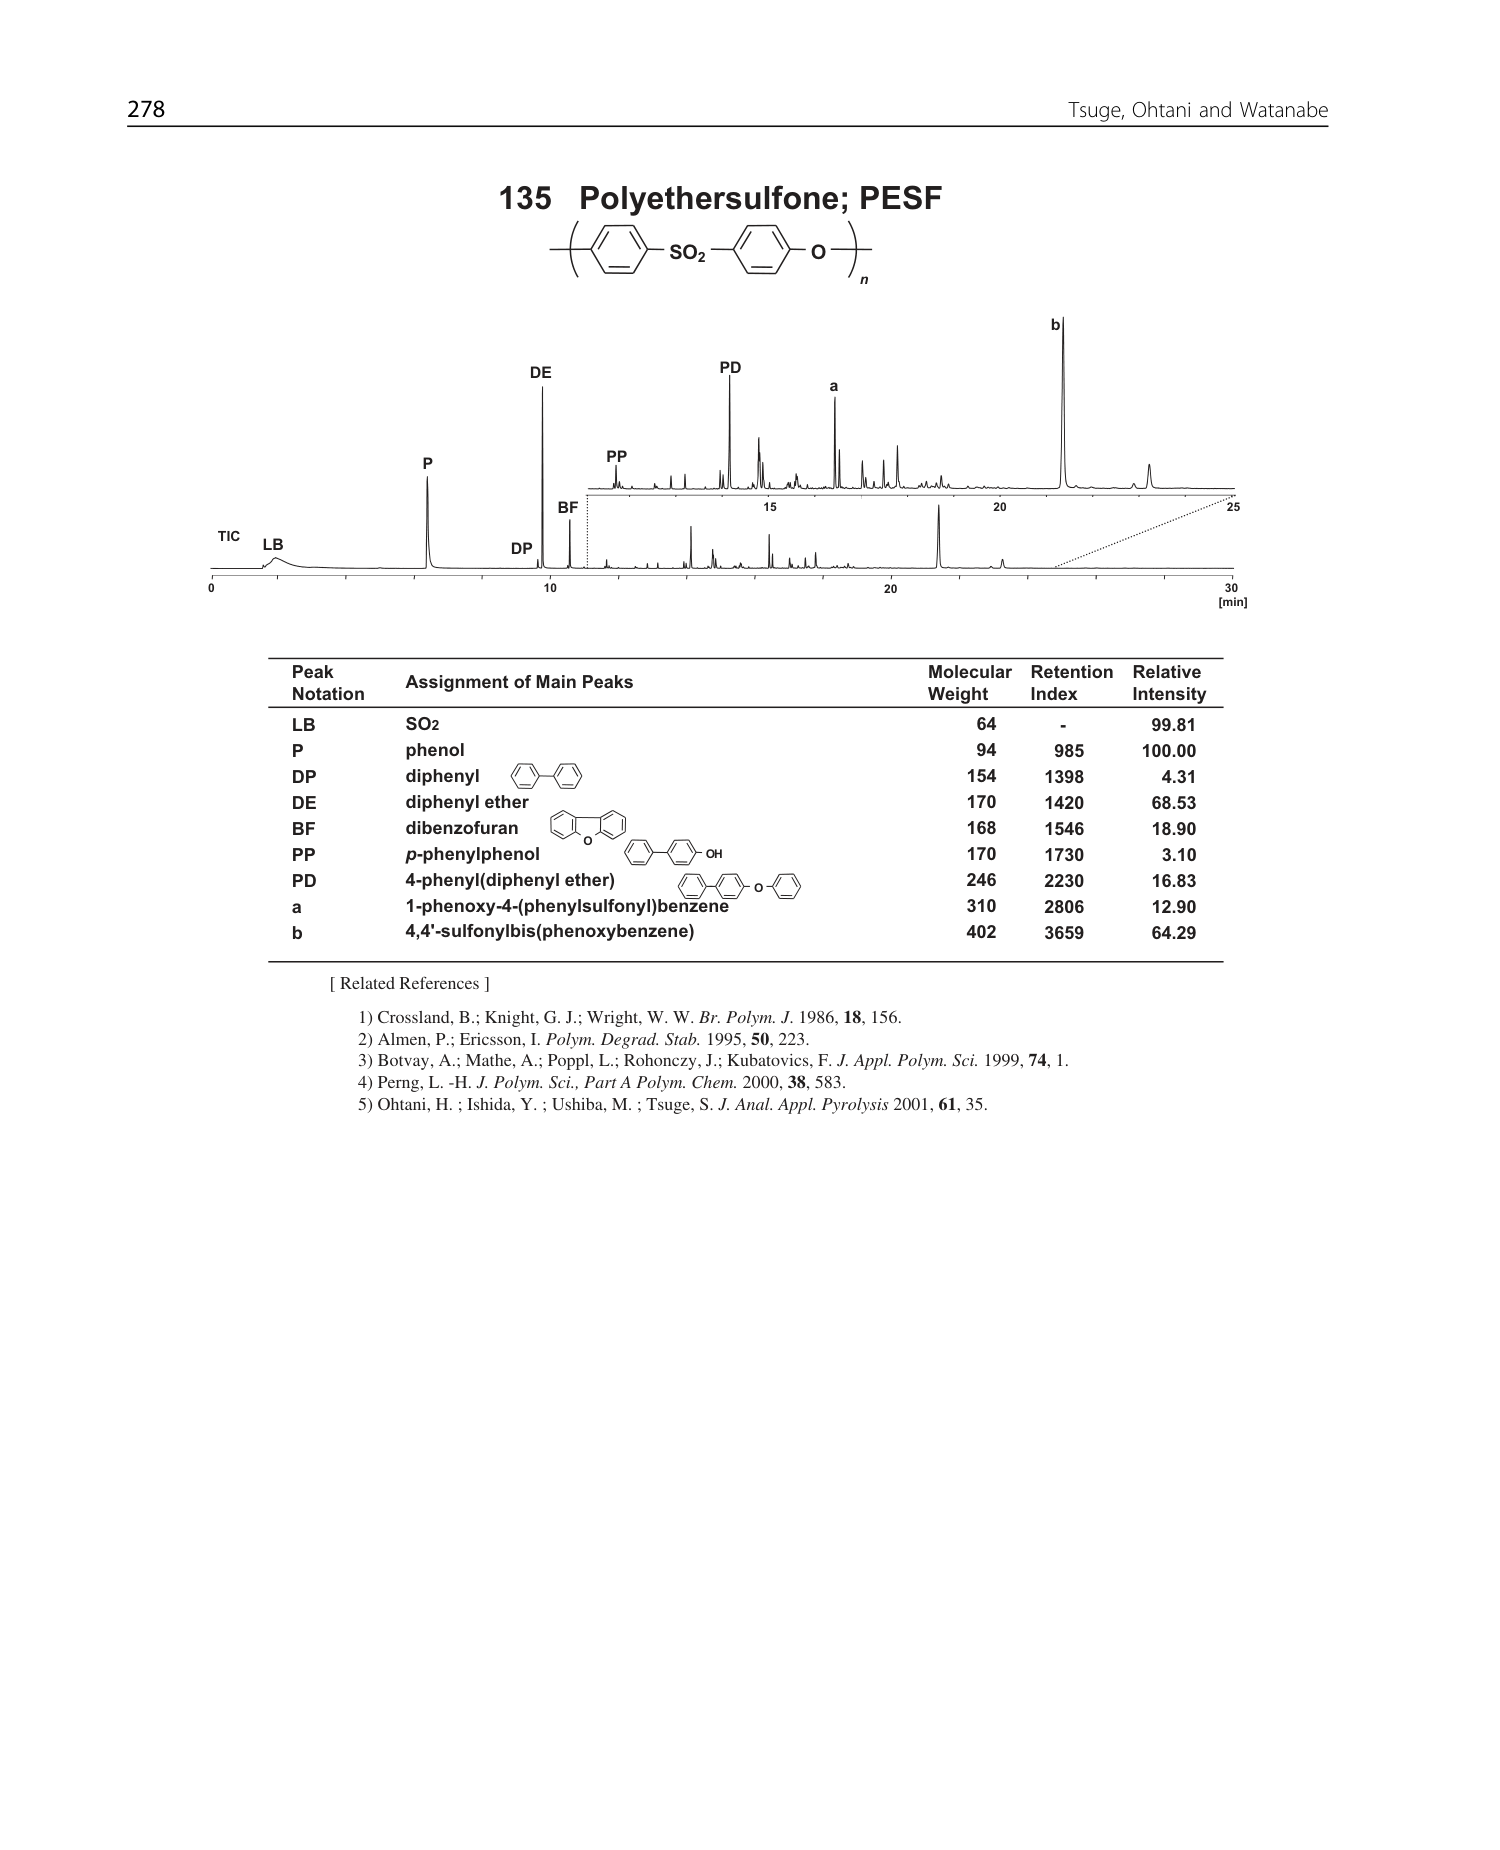 278 Tsuge, Ohtani and Watanabe
135 Polyethersulfone; PESF
SO2 O n
b
DE PD
a
P PP
BF 15 20 25
TIC LB DP
0 10 20 30
[min]
Peak Notation Assignment of Main Peaks Molecular Weight Retention Index Relative Intensity
LB SO2 64 - 99.81
P phenol 94 985 100.00
DP diphenyl 154 1398 4.31
DE diphenyl ether 170 1420 68.53
BF dibenzofuran O 168 1546 18.90
PP p-phenylphenol OH 170 1730 3.10
PD 4-phenyl(diphenyl ether) O 246 2230 16.83
a 1-phenoxy-4-(phenylsulfonyl)benzene 310 2806 12.90
b 4,4'-sulfonylbis(phenoxybenzene) 402 3659 64.29
[ Related References ]
1) Crossland, B.; Knight, G. J.; Wright, W. W. Br. Polym. J. 1986, 18, 156.
2) Almen, P.; Ericsson, I. Polym. Degrad. Stab. 1995, 50, 223.
3) Botvay, A.; Mathe, A.; Poppl, L.; Rohonczy, J.; Kubatovics, F. J. Appl. Polym. Sci. 1999, 74, 1.
4) Perng, L. -H. J. Polym. Sci., Part A Polym. Chem. 2000, 38, 583.
5) Ohtani, H. ; Ishida, Y. ; Ushiba, M. ; Tsuge, S. J. Anal. Appl. Pyrolysis 2001, 61, 35.